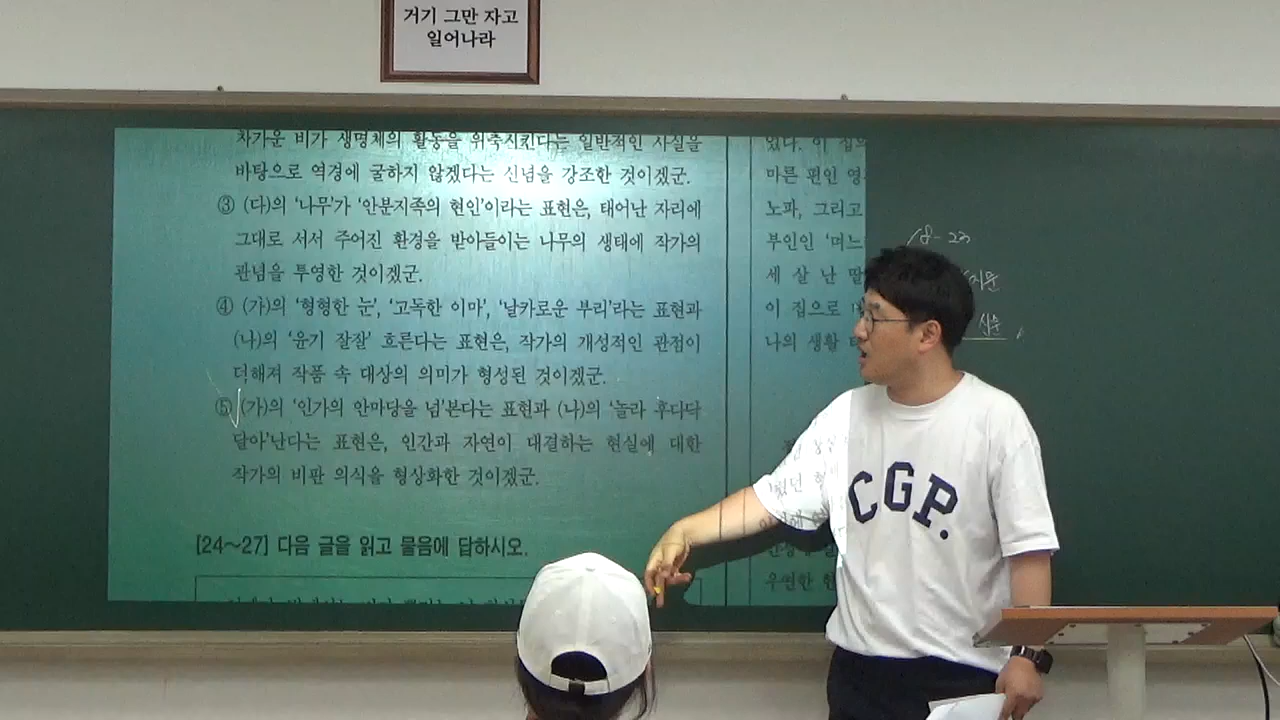 거기 그만 자고
일어나라
차가운 비가 생명체의 활동을 위축시킨다는 일반적인 사실을
바탕으로 역경에 굴하지 않겠다는 신념을 강조한 것이겠군.
③ (다)의 '나무'가 '안분지족의 현인'이라는 표현은, 태어난 자리에
그대로 서서 주어진 환경을 받아들이는 나무의 생태에 작가의
관념을 투영한 것이겠군.
④ (가)의 '형형한 눈', '고독한 이마', '날카로운 부리'라는 표현과
(나)의 '윤기 잘잘' 흐른다는 표현은, 작가의 개성적인 관점이
더해져 작품 속 대상의 의미가 형성된 것이겠군.
⑤ (가)의 '인가의 안마당을 넘'본다는 표현과 (나)의 '놀라 후다닥
달아'난다는 표현은, 인간과 자연이 대결하는 현실에 대한
작가의 비판 의식을 형상화한 것이겠군.
[24~27] 다음 글을 읽고 물음에 답하시오.
었다. 이 집의
마른 편인 영
노파, 그리고
부인인 '며느
세 살 난 딸
이 집으로
나의 생활
우연한
18-23
CGP.